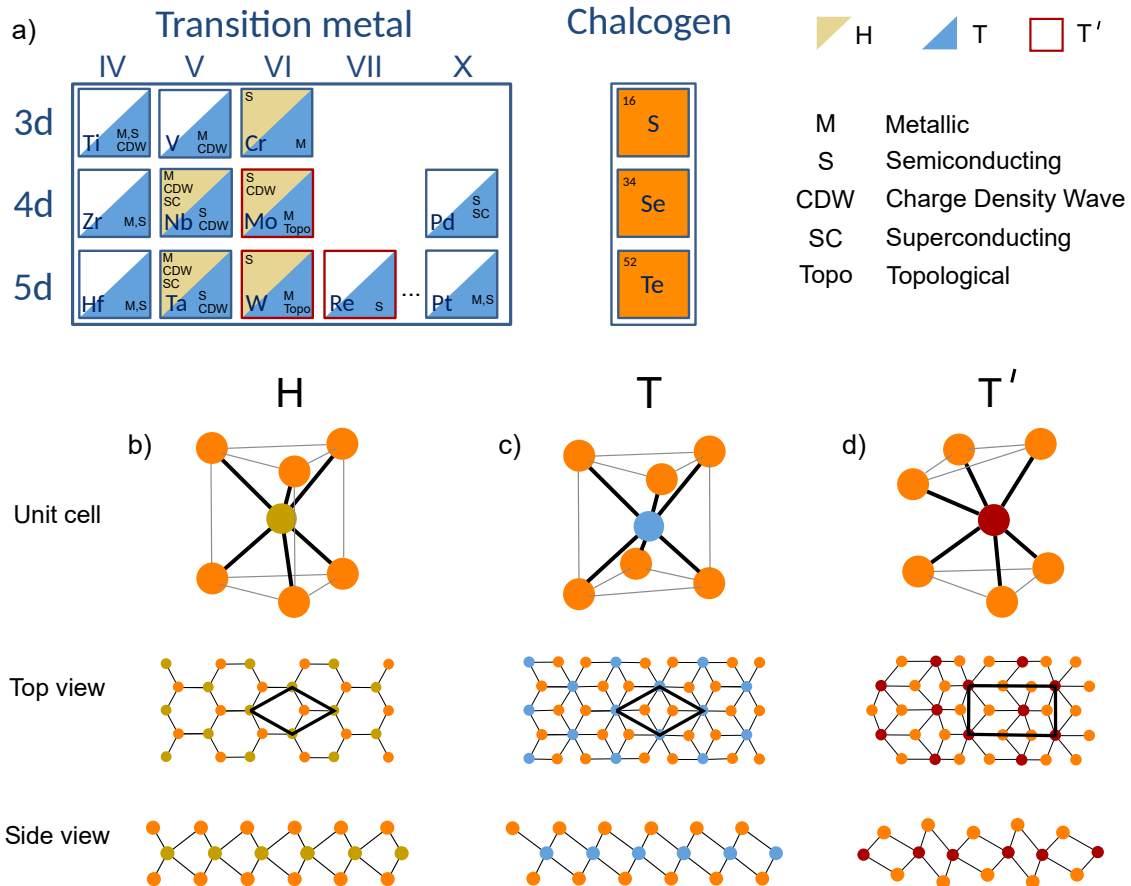 a)
Transition metal
Chalcogen
H
T
T′
IV V VI VII X
3d
Ti
M,S
CDW
V
M
CDW
S
Cr
M
16
S
4d
Zr
M,S
M
CDW
SC
Nb
S
CDW
S
CDW
Mo
M
Topo
Pd
S
SC
34
Se
5d
Hf
M,S
M
CDW
SC
Ta
S
CDW
S
W
M
Topo
Re
S
...
Pt
M,S
52
Te
M Metallic
S Semiconducting
CDW Charge Density Wave
SC Superconducting
Topo Topological
H
T
T′
b)
c)
d)
Unit cell
Top view
Side view